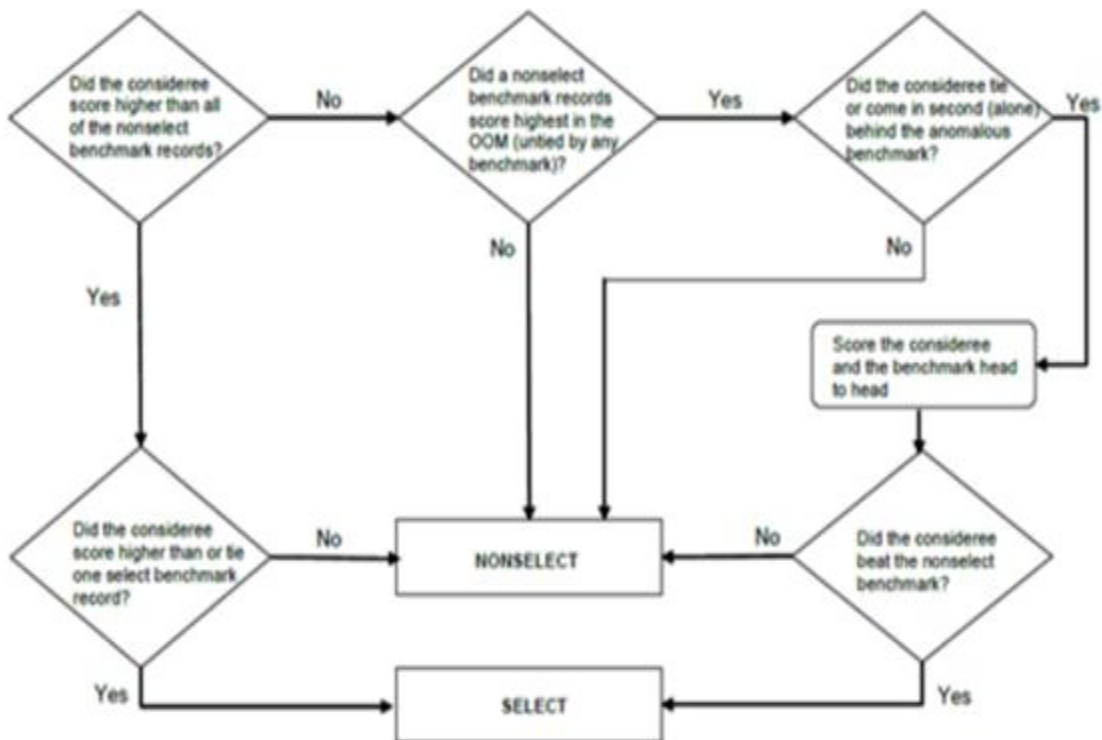 Did the consideree
score higher than all
of the nonselect
benchmark records?
No
Did a nonselect
benchmark records
score highest in the
OOM (untied by any
benchmark)?
Yes
Did the consideree tie
or come in second (alone)
behind the anomalous
benchmark?
Yes
No
No
Yes
Score the consideree
and the benchmark head
to head
Did the consideree
score higher than or tie
one select benchmark
record?
No
NONSELECT
No
Did the consideree
beat the nonselect
benchmark?
Yes
SELECT
Yes